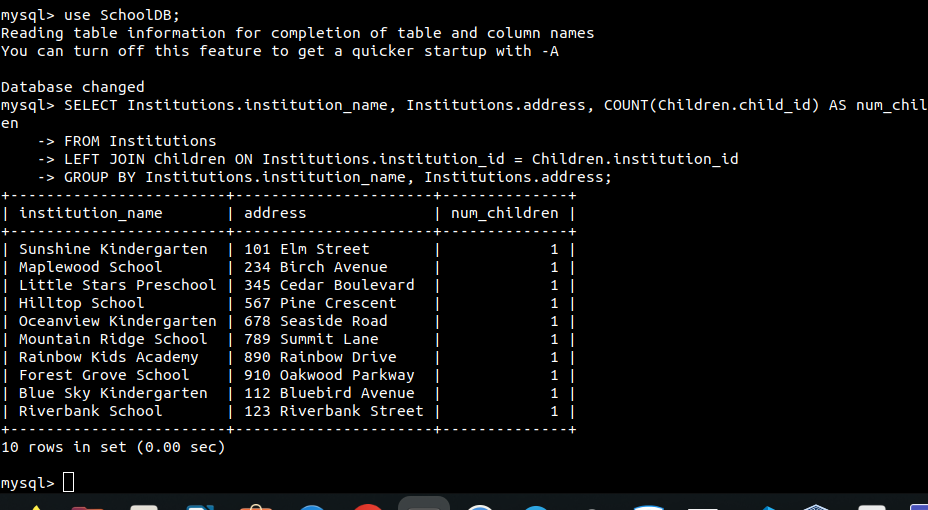 mysql> use SchoolDB;
Reading table information for completion of table and column names
You can turn off this feature to get a quicker startup with -A
Database changed
mysql> SELECT Institutions.institution_name, Institutions.address, COUNT(Children.child_id) AS num_chil
en
    -> FROM Institutions
    -> LEFT JOIN Children ON Institutions.institution_id = Children.institution_id
    -> GROUP BY Institutions.institution_name, Institutions.address;
+------------------------+----------------------+--------------+
| institution_name       | address              | num_children |
+------------------------+----------------------+--------------+
| Sunshine Kindergarten  | 101 Elm Street       |            1 |
| Maplewood School       | 234 Birch Avenue     |            1 |
| Little Stars Preschool | 345 Cedar Boulevard  |            1 |
| Hilltop School         | 567 Pine Crescent    |            1 |
| Oceanview Kindergarten | 678 Seaside Road     |            1 |
| Mountain Ridge School  | 789 Summit Lane      |            1 |
| Rainbow Kids Academy   | 890 Rainbow Drive    |            1 |
| Forest Grove School    | 910 Oakwood Parkway  |            1 |
| Blue Sky Kindergarten  | 112 Bluebird Avenue  |            1 |
| Riverbank School       | 123 Riverbank Street |            1 |
+------------------------+----------------------+--------------+
10 rows in set (0.00 sec)
mysql>